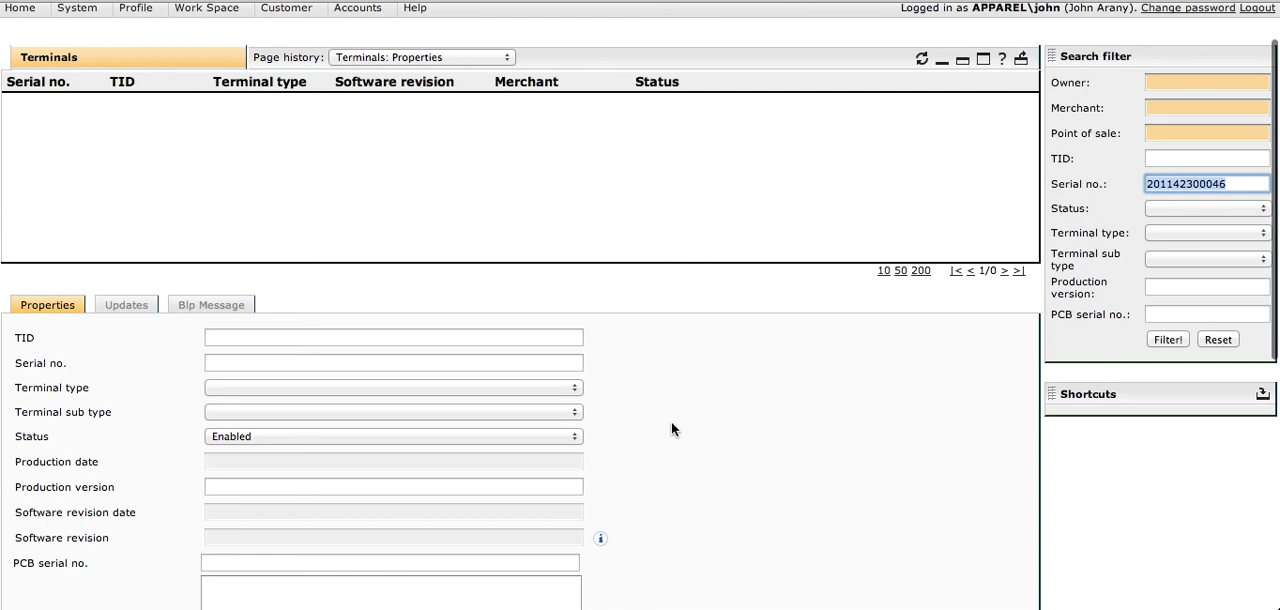 Home System Profile Work Space Customer Accounts Help Logged in as APPAREL\john (John Arany). Change password Logout
Terminals Page history: Terminals: Properties ?
Serial no. TID Terminal type Software revision Merchant Status
10 50 200 |< < 1/0 > >|
Properties Updates Blp Message
TID
Serial no.
Terminal type
Terminal sub type
Status Enabled
Production date
Production version
Software revision date
Software revision i
PCB serial no.
Search filter
Owner:
Merchant:
Point of sale:
TID:
Serial no.: 201142300046
Status:
Terminal type:
Terminal sub
type
Production
version:
PCB serial no.:
Filter! Reset
Shortcuts